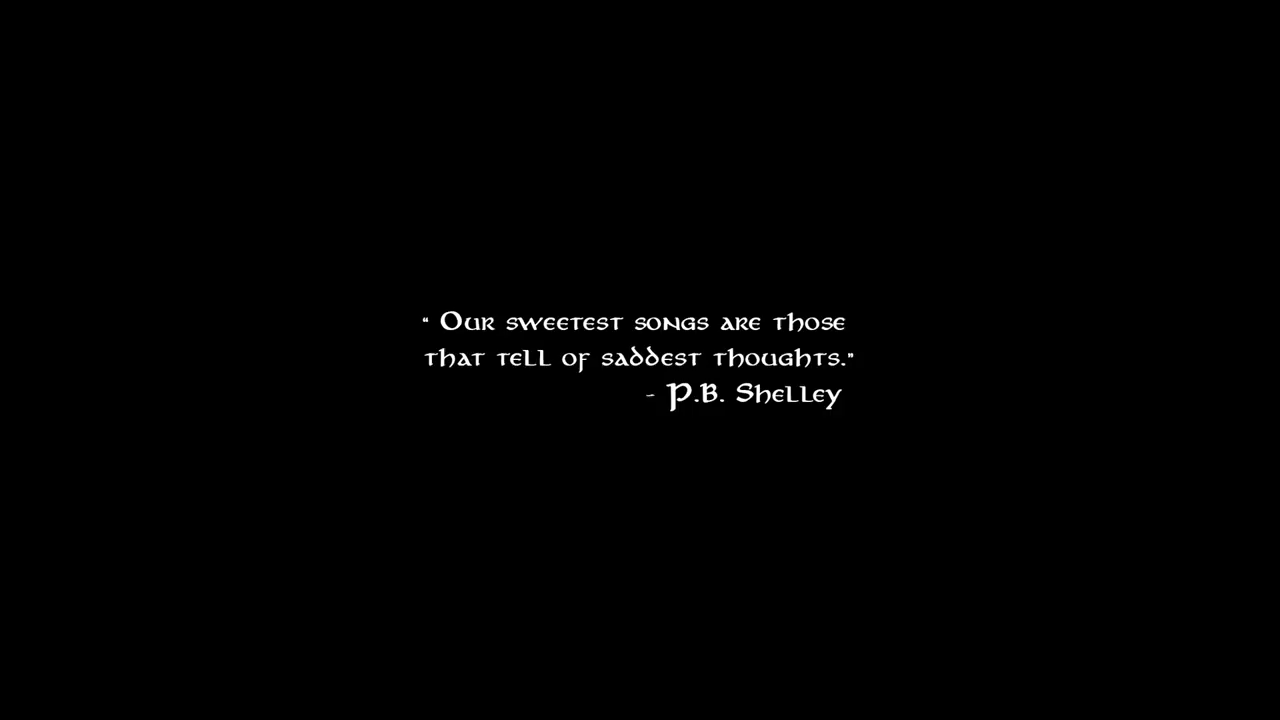 “ Our sweetest songs are those
that tell of saddest thoughts.”
- P.B. Shelley